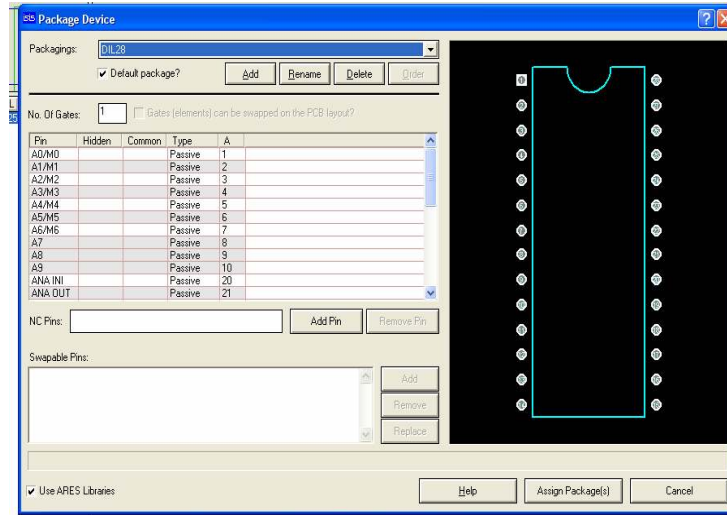 ISIS Package Device
Packagings: DIL28
Default package? Add Rename Delete Order
No. Of Gates: 1 Gates (elements) can be swapped on the PCB layout?
Pin Hidden Common Type A
A0/M0 Passive 1
A1/M1 Passive 2
A2/M2 Passive 3
A3/M3 Passive 4
A4/M4 Passive 5
A5/M5 Passive 6
A6/M6 Passive 7
A7 Passive 8
A8 Passive 9
A9 Passive 10
ANA INI Passive 20
ANA OUT Passive 21
NC Pins: Add Pin Remove Pin
Swapable Pins:
Add
Remove
Replace
Use ARES Libraries Help Assign Package(s) Cancel